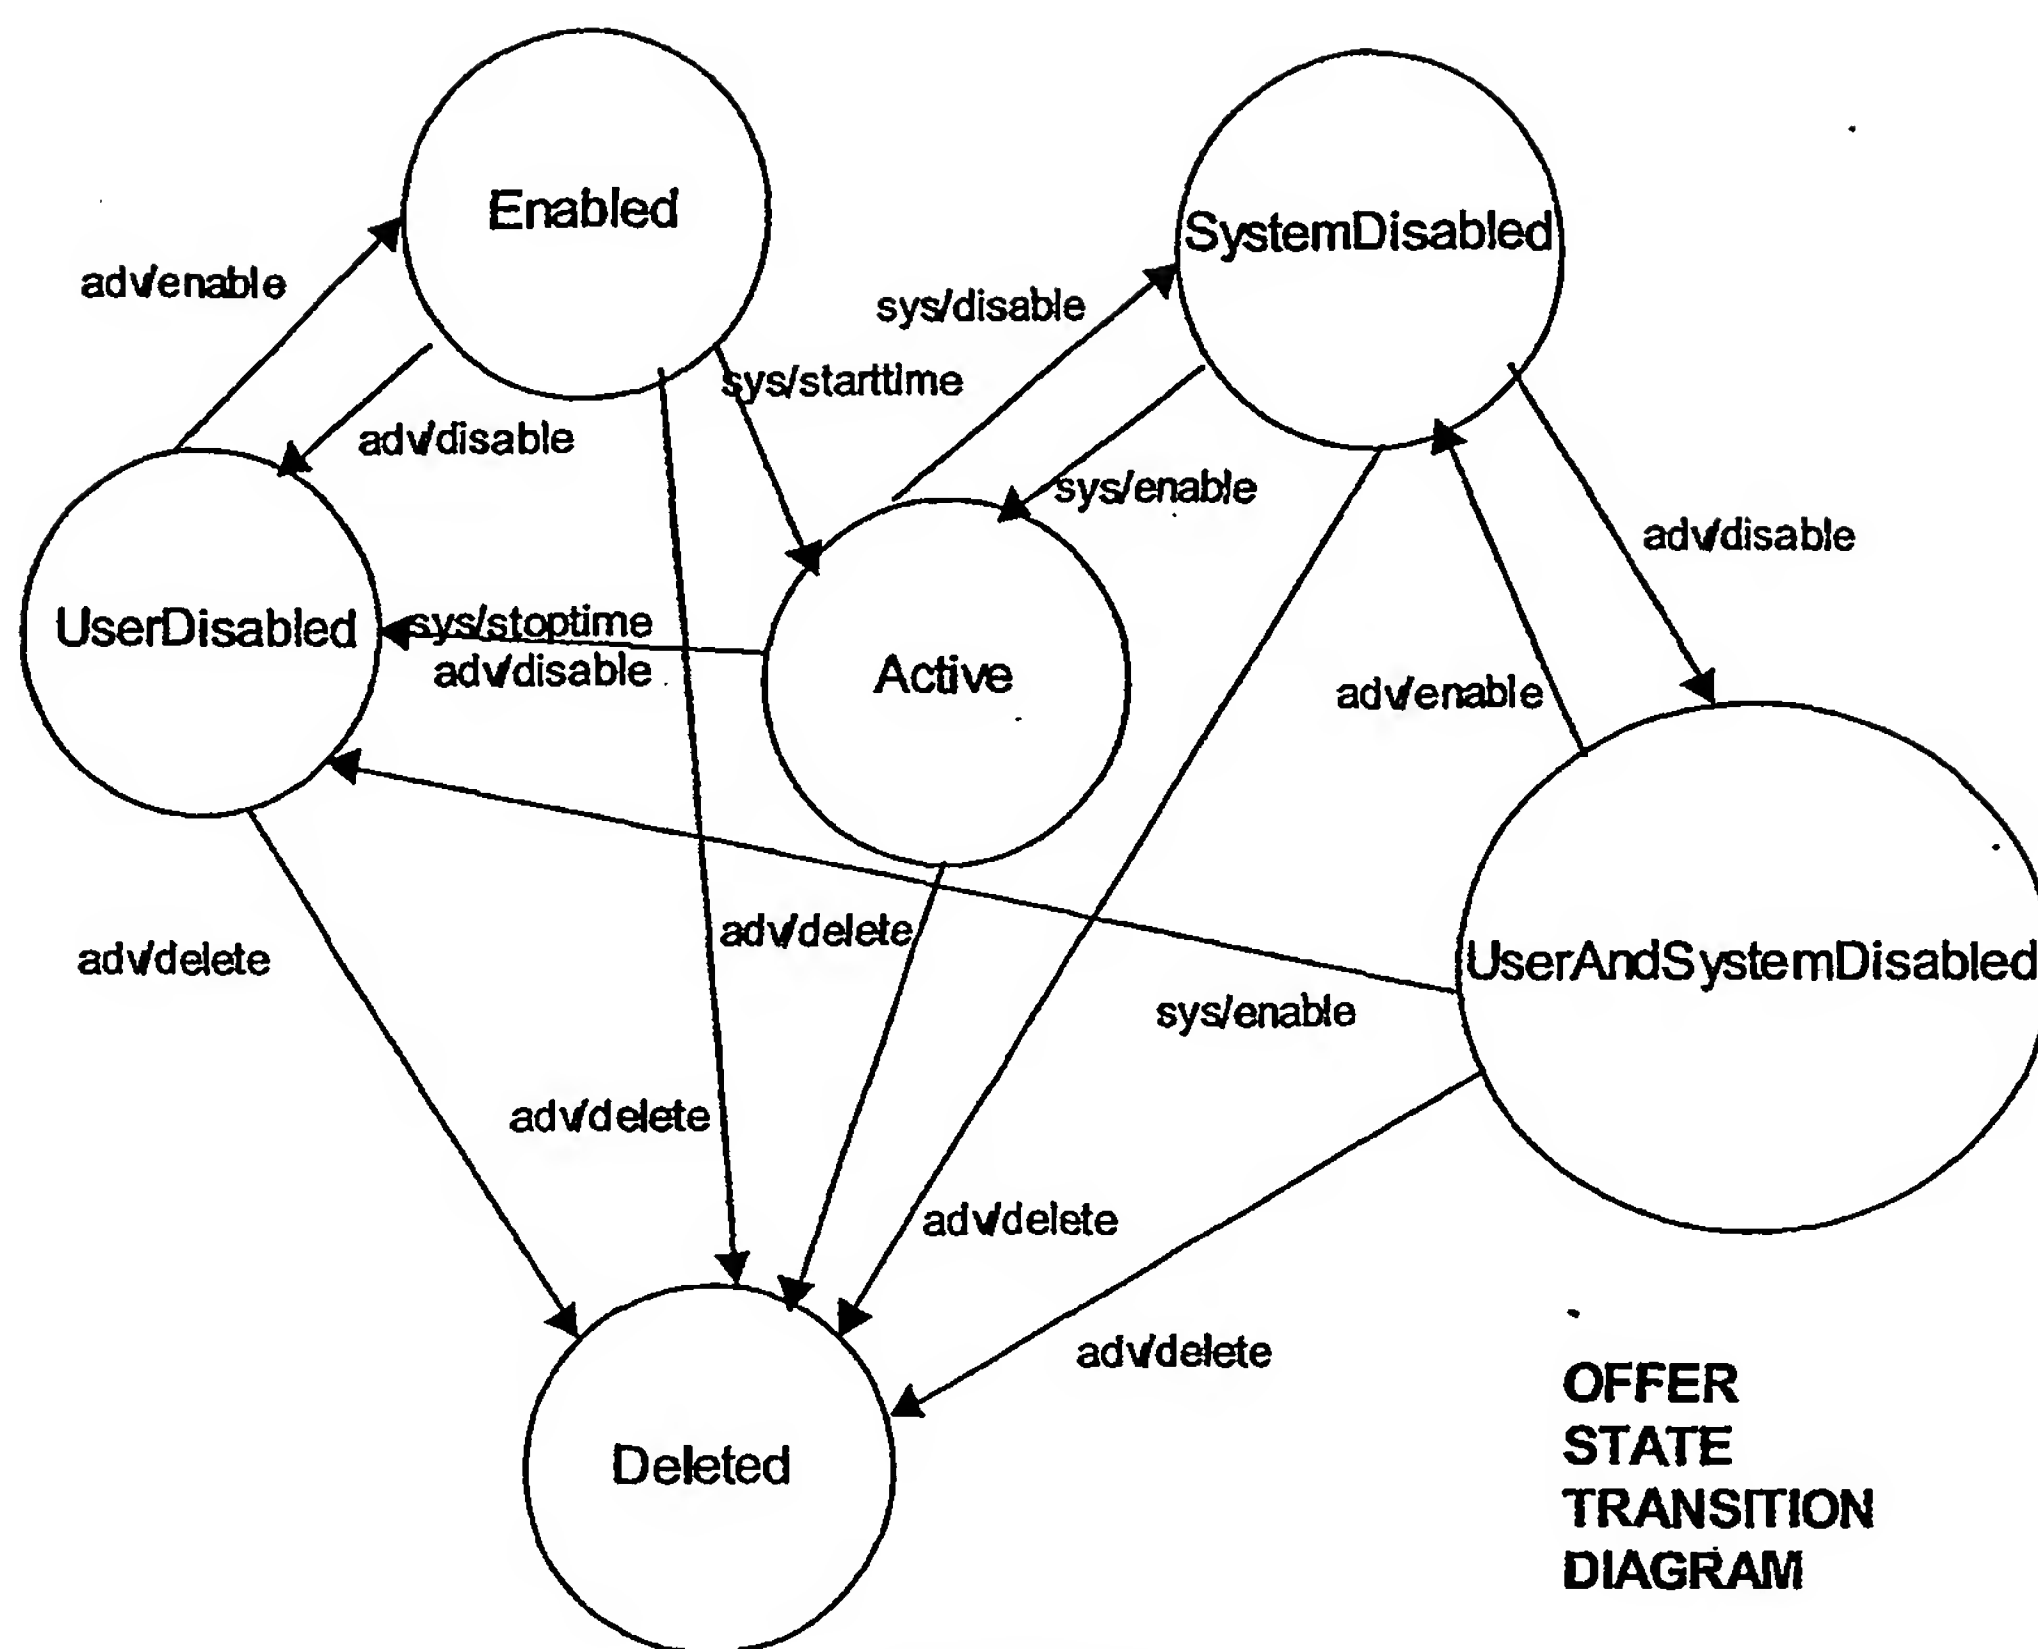 Enabled
SystemDisabled
adv/enable
sys/disable
sys/starttime
adv/disable
sys/enable
adv/disable
UserDisabled
sys/stoptime
adv/disable
Active
adv/enable
adv/delete
adv/delete
UserAndSystemDisabled
sys/enable
adv/delete
adv/delete
adv/delete
Deleted
OFFER
STATE
TRANSITION
DIAGRAM